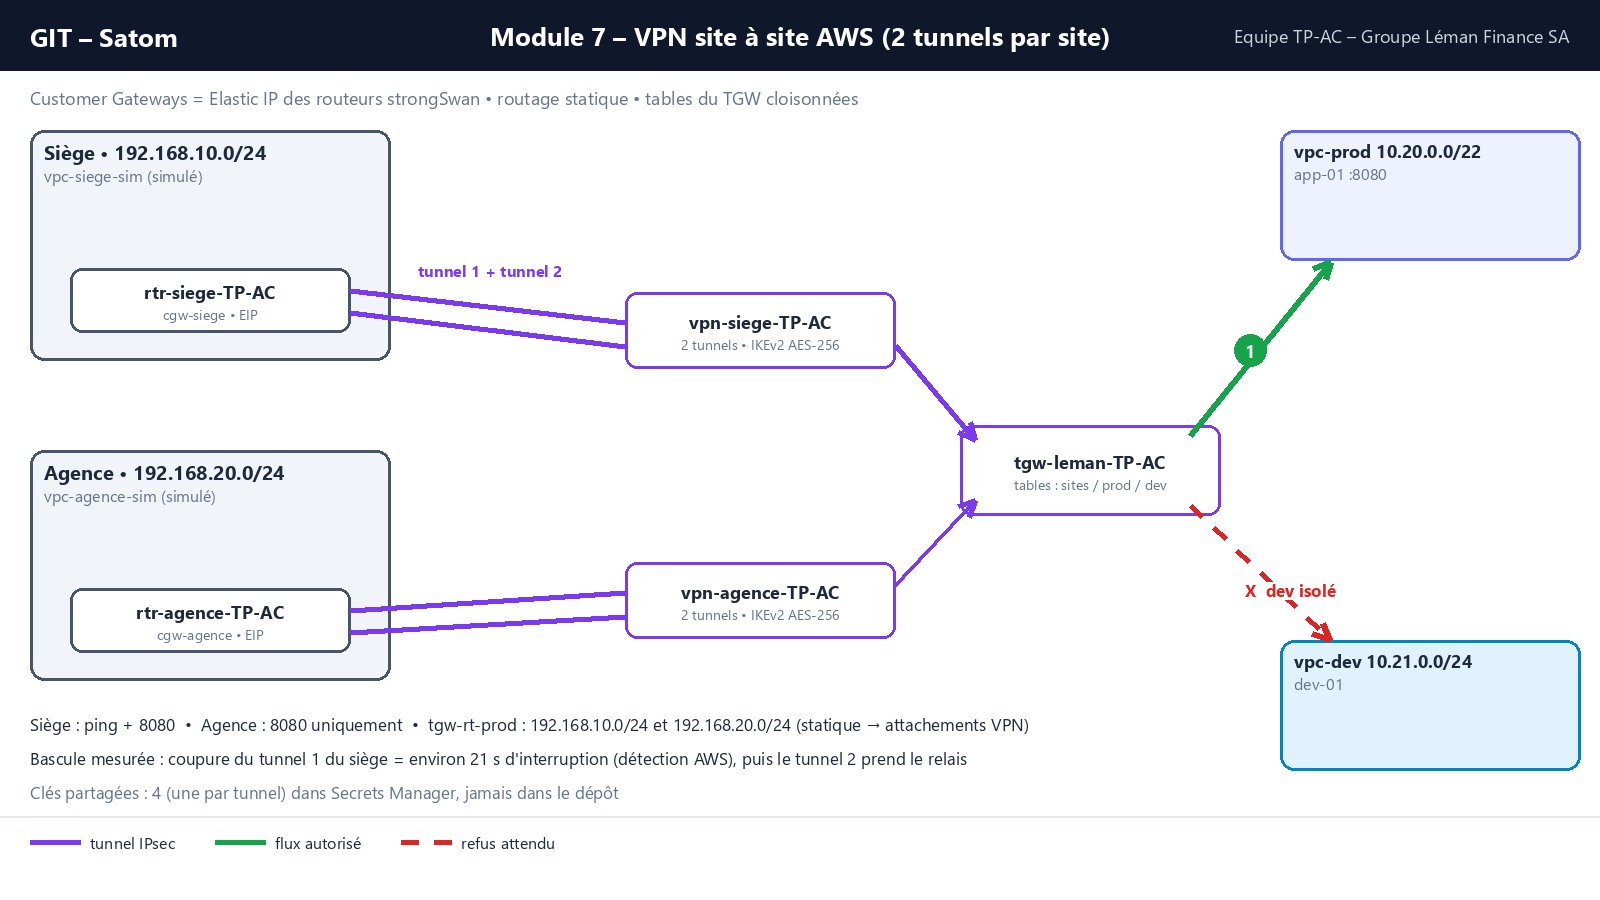 GIT – Satom
Module 7 – VPN site à site AWS (2 tunnels par site)
Equipe TP-AC – Groupe Léman Finance SA
Customer Gateways = Elastic IP des routeurs strongSwan • routage statique • tables du TGW cloisonnées
Siège • 192.168.10.0/24
vpc-siege-sim (simulé)
rtr-siege-TP-AC
cgw-siege • EIP
tunnel 1 + tunnel 2
vpn-siege-TP-AC
2 tunnels • IKEv2 AES-256
vpc-prod 10.20.0.0/22
app-01 :8080
1
tgw-leman-TP-AC
tables : sites / prod / dev
Agence • 192.168.20.0/24
vpc-agence-sim (simulé)
rtr-agence-TP-AC
cgw-agence • EIP
vpn-agence-TP-AC
2 tunnels • IKEv2 AES-256
X dev isolé
vpc-dev 10.21.0.0/24
dev-01
Siège : ping + 8080 • Agence : 8080 uniquement • tgw-rt-prod : 192.168.10.0/24 et 192.168.20.0/24 (statique → attachements VPN)
Bascule mesurée : coupure du tunnel 1 du siège = environ 21 s d'interruption (détection AWS), puis le tunnel 2 prend le relais
Clés partagées : 4 (une par tunnel) dans Secrets Manager, jamais dans le dépôt
tunnel IPsec
flux autorisé
refus attendu